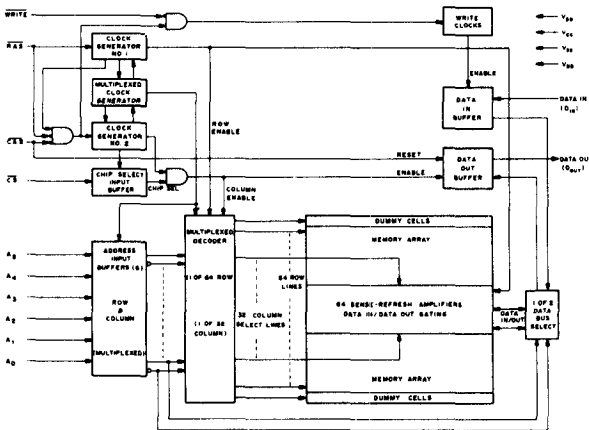 WRITE
WRITE CLOCKS
RAS
CLOCK GENERATOR NO. 1
ENABLE
MULTIPLEXED CLOCK GENERATOR
DATA IN BUFFER
DATA IN (DIN)
ROW ENABLE
CLOCK GENERATOR NO. 2
CAS
RESET
DATA OUT BUFFER
DATA OUT (DOUT)
ENABLE
CS
CHIP SELECT INPUT BUFFER
CHIP SEL
COLUMN ENABLE
VBB
VCC
VSS
VDD
ADDRESS INPUT BUFFERS (6)
ROW & COLUMN
(MULTIPLEXED)
A5
A4
A3
A2
A1
A0
MULTIPLEXED DECODER
(1 OF 64 ROW)
(1 OF 32 COLUMN)
64 ROW LINES
32 COLUMN SELECT LINES
DUMMY CELLS
MEMORY ARRAY
64 SENSE-REFRESH AMPLIFIERS
DATA IN/DATA OUT GATING
MEMORY ARRAY
DUMMY CELLS
DATA IN/OUT
1 OF 2 DATA BUS SELECT